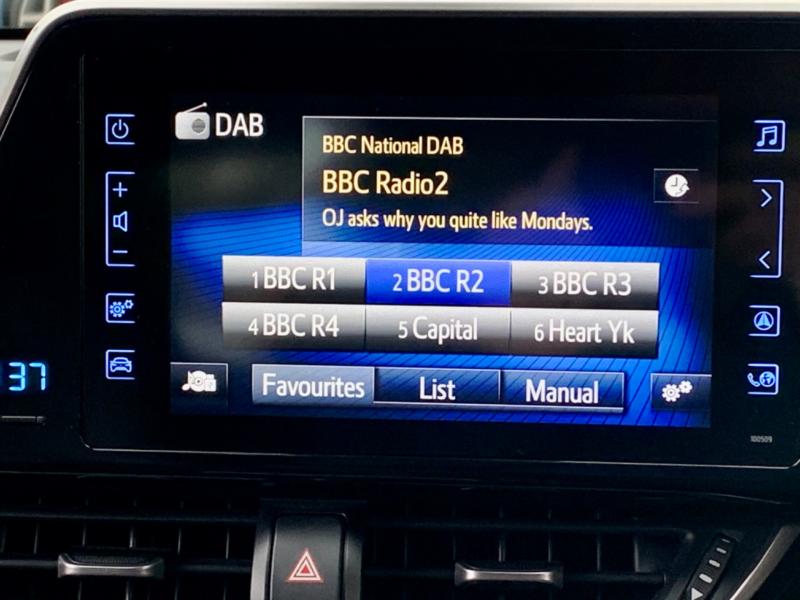 DAB
BBC National DAB
BBC Radio2
OJ asks why you quite like Mondays.
1 BBC R1 2 BBC R2 3 BBC R3
4 BBC R4 5 Capital 6 Heart Yk
37
Favourites List Manual
100509